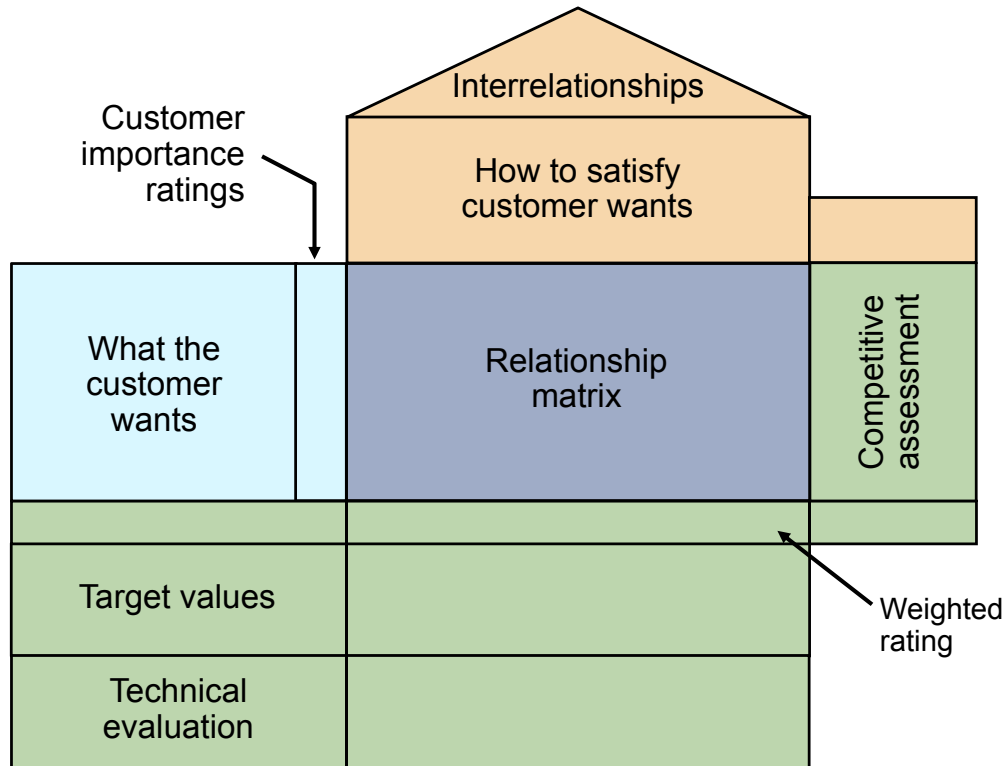 Interrelationships
Customer
importance
ratings
How to satisfy
customer wants
What the
customer
wants
Relationship
matrix
Competitive
assessment
Target values
Weighted
rating
Technical
evaluation